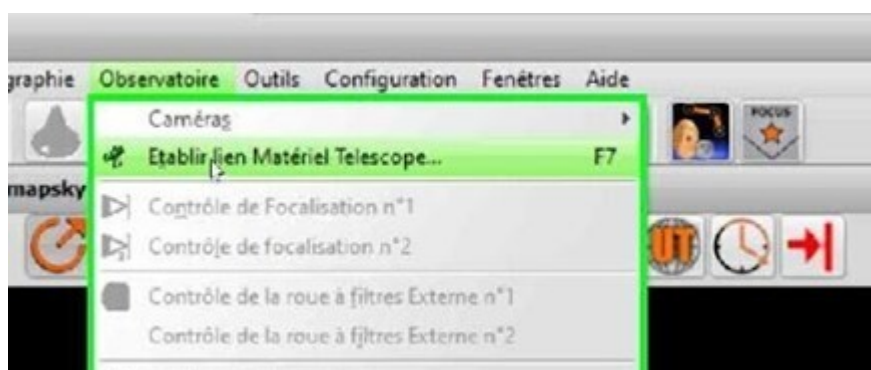 graphie Observatoire Outils Configuration Fenêtres Aide
Caméras
FOCUS
Etablir lien Matériel Telescope... F7
mapsky
Contrôle de Focalisation n°1
Contrôle de focalisation n°2
UT
Contrôle de la roue à filtres Externe n°1
Contrôle de la roue à filtres Externe n°2